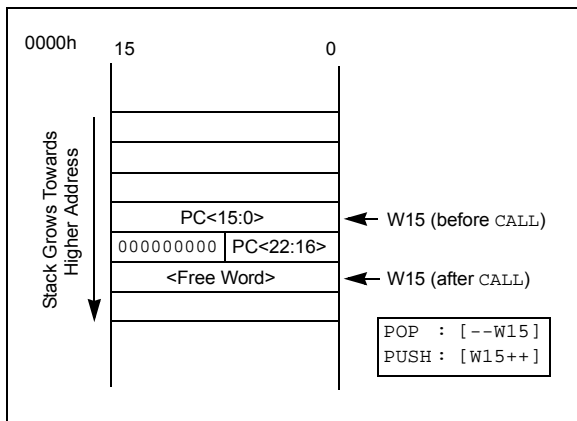 0000h
15 0
Stack Grows Towards
Higher Address
PC<15:0>
W15 (before CALL)
000000000 PC<22:16>
<Free Word>
W15 (after CALL)
POP : [--W15]
PUSH : [W15++]